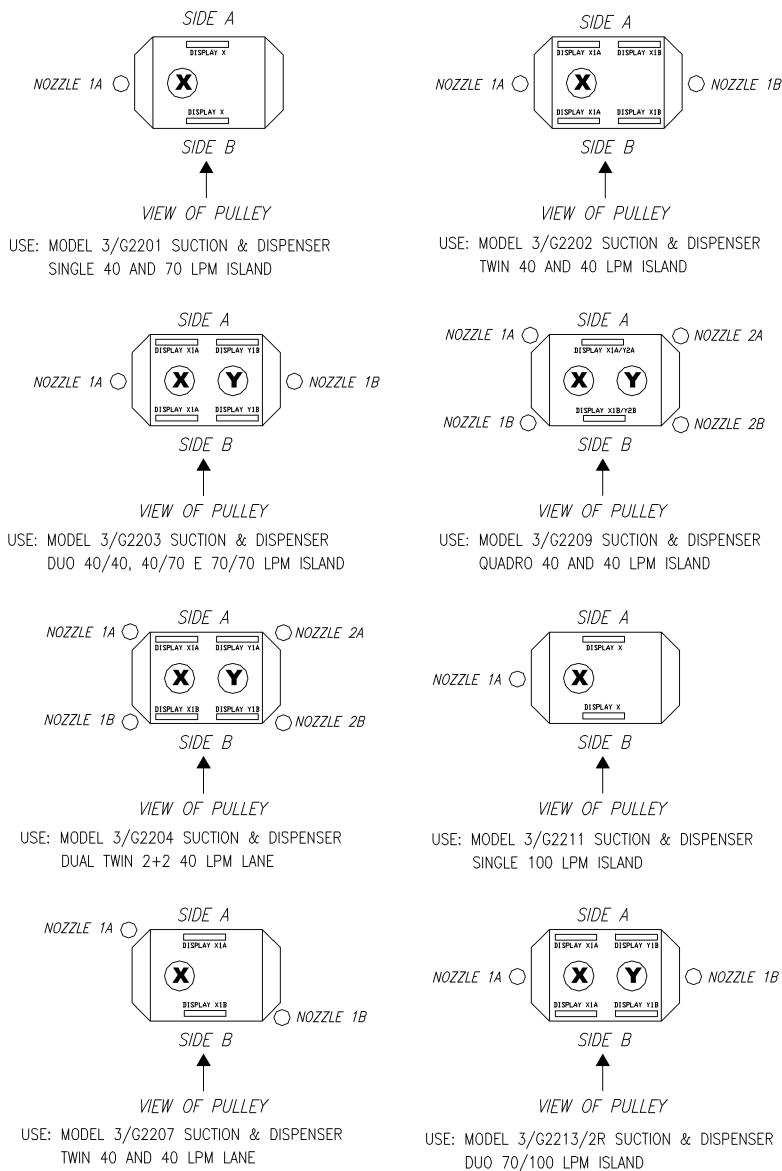 SIDE A
DISPLAY X
NOZZLE 1A
X
DISPLAY X
SIDE B
VIEW OF PULLEY
USE: MODEL 3/G2201 SUCTION & DISPENSER
SINGLE 40 AND 70 LPM ISLAND
SIDE A
DISPLAY X1A DISPLAY X1B
NOZZLE 1A
X
NOZZLE 1B
DISPLAY X1A DISPLAY X1B
SIDE B
VIEW OF PULLEY
USE: MODEL 3/G2202 SUCTION & DISPENSER
TWIN 40 AND 40 LPM ISLAND
SIDE A
DISPLAY X1A DISPLAY Y1B
NOZZLE 1A
X Y
NOZZLE 1B
DISPLAY X1A DISPLAY Y1B
SIDE B
VIEW OF PULLEY
USE: MODEL 3/G2203 SUCTION & DISPENSER
DUO 40/40, 40/70 E 70/70 LPM ISLAND
SIDE A
NOZZLE 1A
NOZZLE 2A
DISPLAY X1A/Y2A
X Y
DISPLAY X1B/Y2B
NOZZLE 1B
NOZZLE 2B
SIDE B
VIEW OF PULLEY
USE: MODEL 3/G2209 SUCTION & DISPENSER
QUADRO 40 AND 40 LPM ISLAND
SIDE A
NOZZLE 1A
NOZZLE 2A
DISPLAY X1A DISPLAY Y1A
X Y
DISPLAY X1B DISPLAY Y1B
NOZZLE 1B
NOZZLE 2B
SIDE B
VIEW OF PULLEY
USE: MODEL 3/G2204 SUCTION & DISPENSER
DUAL TWIN 2+2 40 LPM LANE
SIDE A
DISPLAY X
NOZZLE 1A
X
DISPLAY X
SIDE B
VIEW OF PULLEY
USE: MODEL 3/G2211 SUCTION & DISPENSER
SINGLE 100 LPM ISLAND
SIDE A
NOZZLE 1A
DISPLAY X1A
X
DISPLAY X1B
NOZZLE 1B
SIDE B
VIEW OF PULLEY
USE: MODEL 3/G2207 SUCTION & DISPENSER
TWIN 40 AND 40 LPM LANE
SIDE A
DISPLAY X1A DISPLAY Y1B
NOZZLE 1A
X Y
NOZZLE 1B
DISPLAY X1A DISPLAY Y1B
SIDE B
VIEW OF PULLEY
USE: MODEL 3/G2213/2R SUCTION & DISPENSER
DUO 70/100 LPM ISLAND